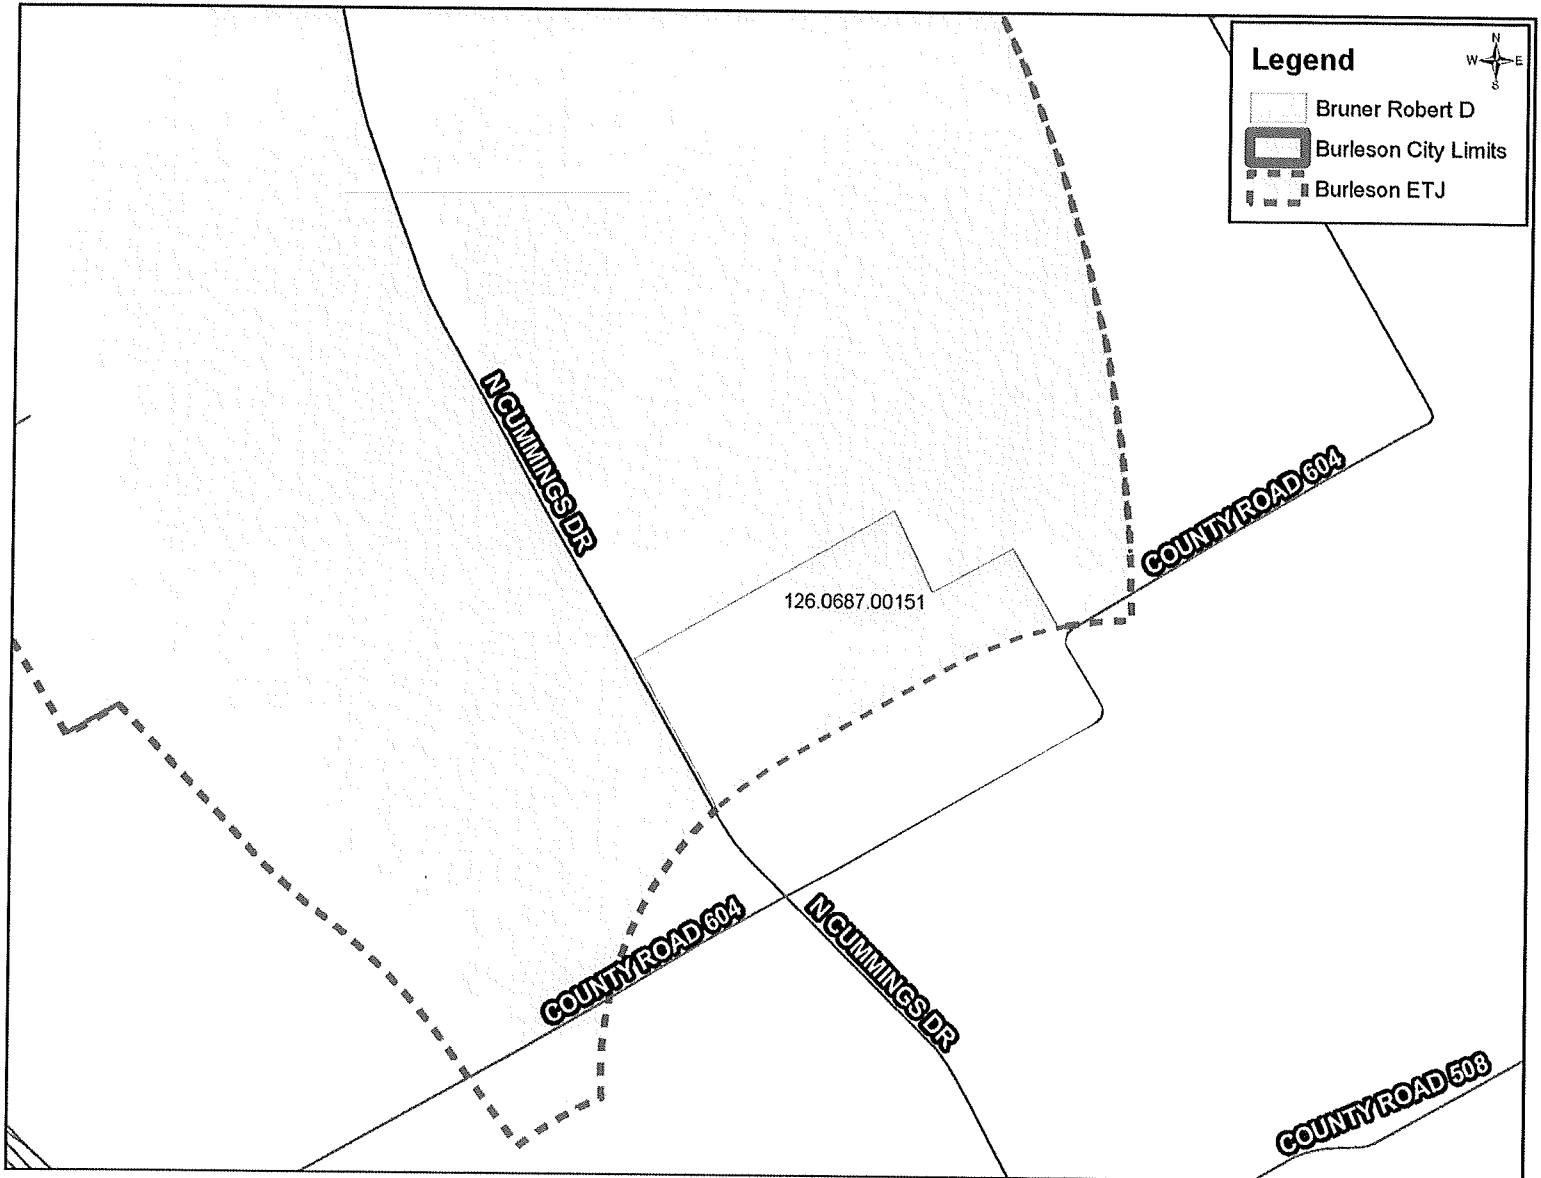 Legend
N
W E
S
Bruner Robert D
Burleson City Limits
Burleson ETJ
N CUMMINGS DR
COUNTY ROAD 604
126.0687.00151
COUNTY ROAD 604
N CUMMINGS DR
COUNTY ROAD 508